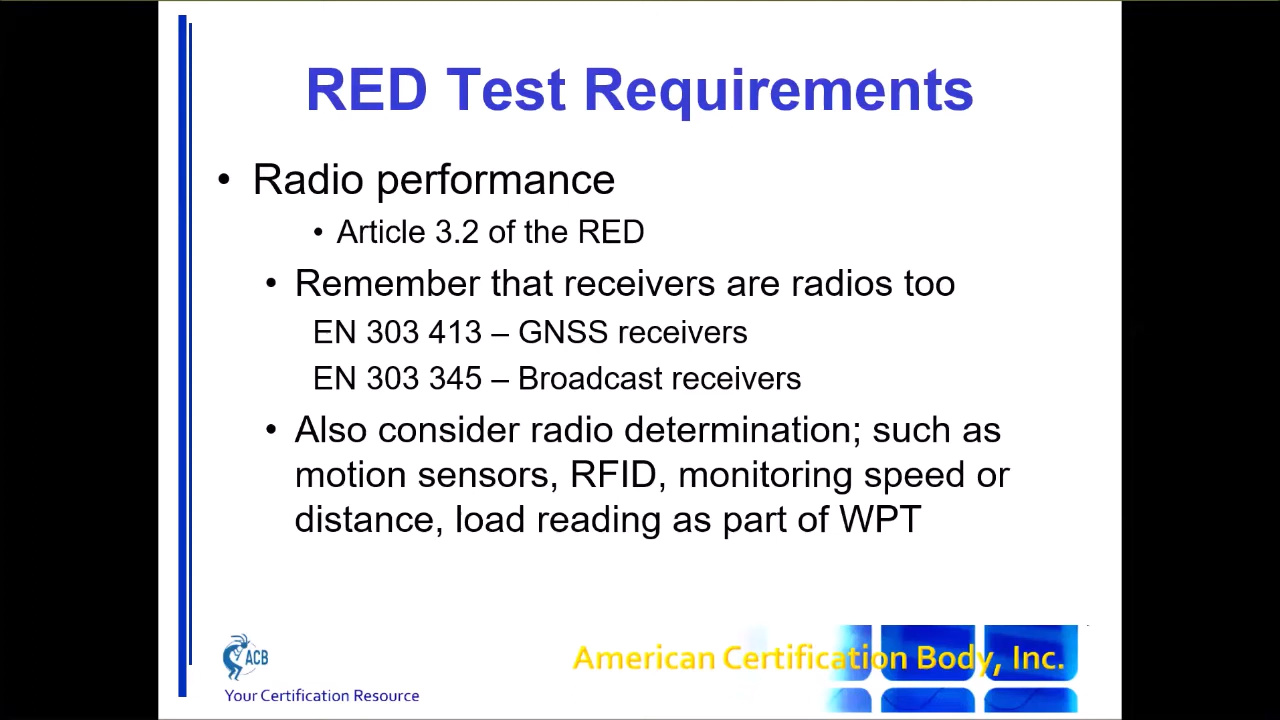 RED Test Requirements
• Radio performance
• Article 3.2 of the RED
• Remember that receivers are radios too
EN 303 413 – GNSS receivers
EN 303 345 – Broadcast receivers
• Also consider radio determination; such as
motion sensors, RFID, monitoring speed or
distance, load reading as part of WPT
ACB
Your Certification Resource
American Certification Body, Inc.